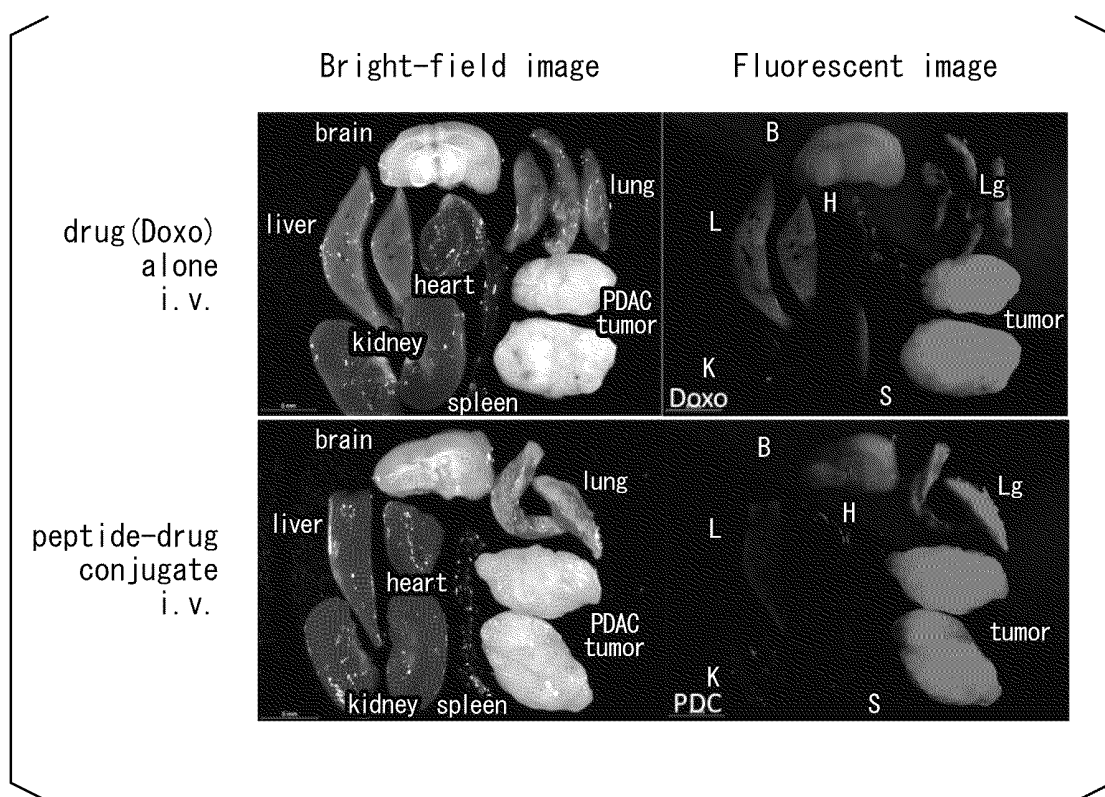 Bright-field image
Fluorescent image
drug(Doxo)
alone
i.v.
brain
liver
lung
heart
PDAC
tumor
kidney
spleen
B
H
L
Lg
tumor
K
S
Doxo
peptide-drug
conjugate
i.v.
brain
liver
lung
heart
PDAC
tumor
kidney
spleen
B
H
L
Lg
tumor
K
S
PDC